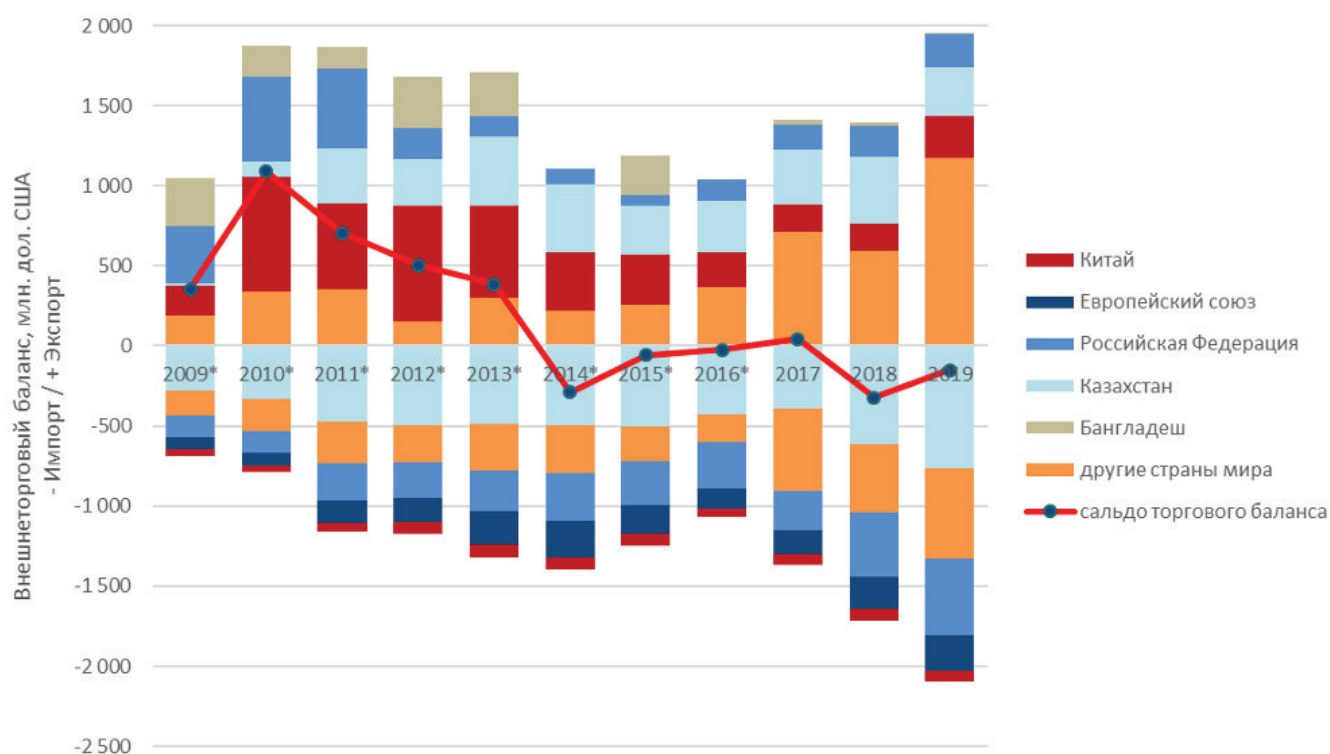 Внешнеторговый баланс, млн. дол. США
- Импорт / + Экспорт
2 000
1 500
1 000
500
0
-500
-1 000
-1 500
-2 000
-2 500
2009*
2010*
2011*
2012*
2013*
2014*
2015*
2016*
2017
2018
2019
Китай
Европейский союз
Российская Федерация
Казахстан
Бангладеш
другие страны мира
сальдо торгового баланса